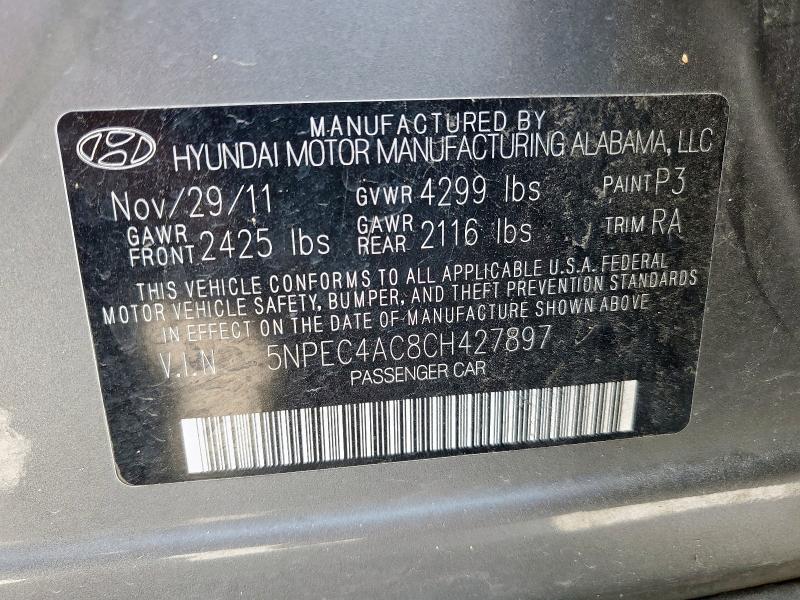 MANUFACTURED BY
HYUNDAI MOTOR MANUFACTURING ALABAMA, LLC
Nov/29/11 GVWR 4299 lbs PAINT P3
GAWR FRONT 2425 lbs GAWR REAR 2116 lbs TRIM RA
THIS VEHICLE CONFORMS TO ALL APPLICABLE U.S.A. FEDERAL
MOTOR VEHICLE SAFETY, BUMPER, AND THEFT PREVENTION STANDARDS
IN EFFECT ON THE DATE OF MANUFACTURE SHOWN ABOVE
V.I.N 5NPEC4AC8CH427897
PASSENGER CAR